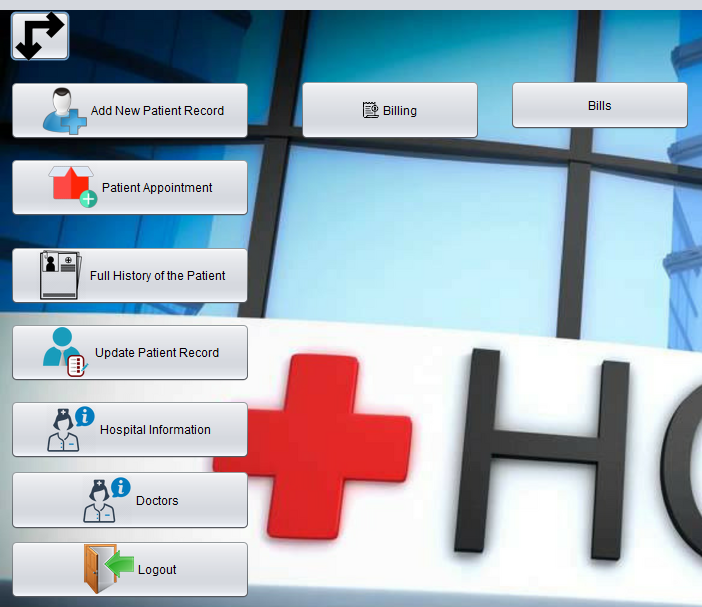 Add New Patient Record
Billing
Bills
Patient Appointment
Full History of the Patient
Update Patient Record
Hospital Information
Doctors
Logout
HO